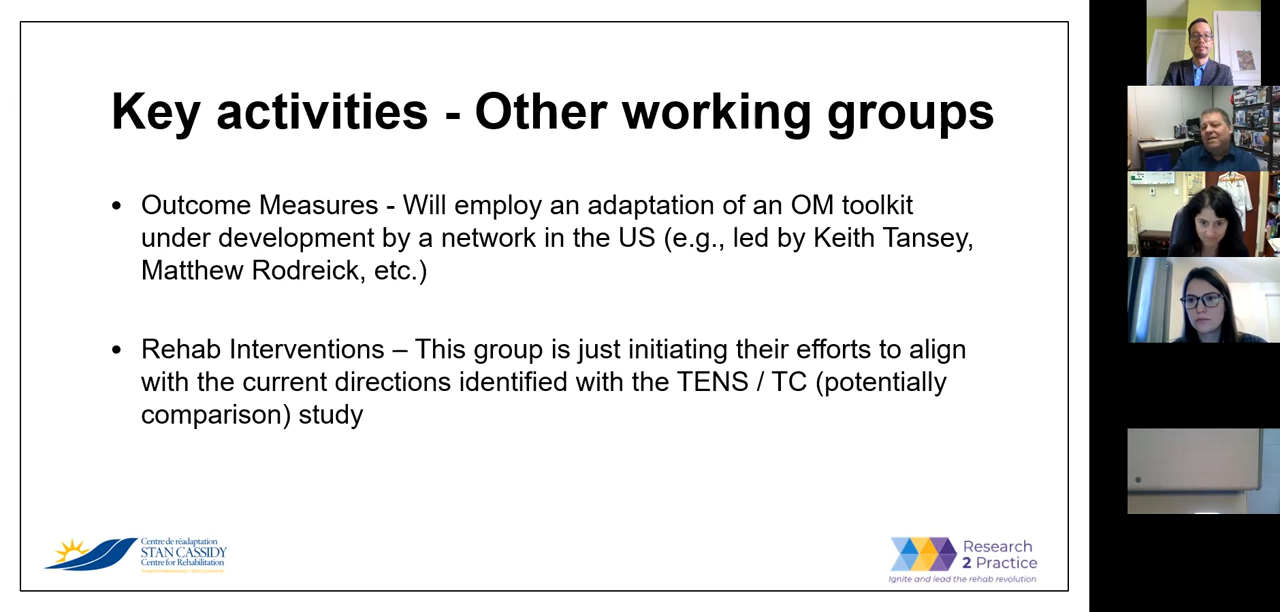 Key activities - Other working groups
• Outcome Measures - Will employ an adaptation of an OM toolkit
under development by a network in the US (e.g., led by Keith Tansey,
Matthew Rodreick, etc.)
• Rehab Interventions – This group is just initiating their efforts to align
with the current directions identified with the TENS / TC (potentially
comparison) study
Centre de réadaptation
STAN CASSIDY
Centre for Rehabilitation
Research
2 Practice
Ignite and lead the rehab revolution